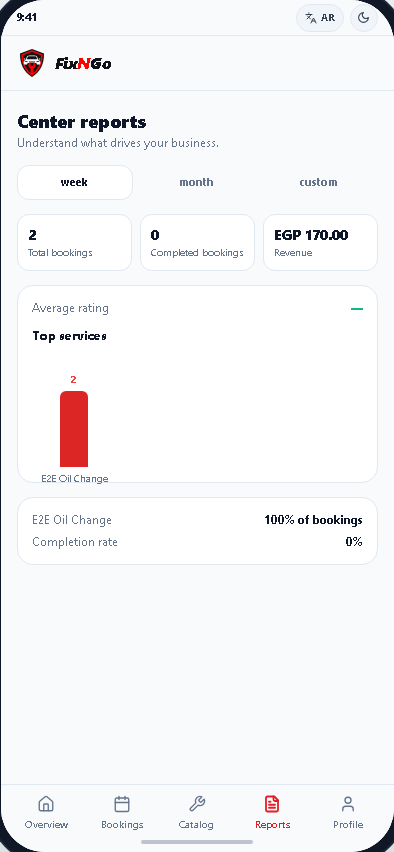 9:41
AR
FixNGo
Center reports
Understand what drives your business.
week month custom
2 0 EGP 170.00
Total bookings Completed bookings Revenue
Average rating —
Top services
2
E2E Oil Change
E2E Oil Change 100% of bookings
Completion rate 0%
Overview Bookings Catalog Reports Profile